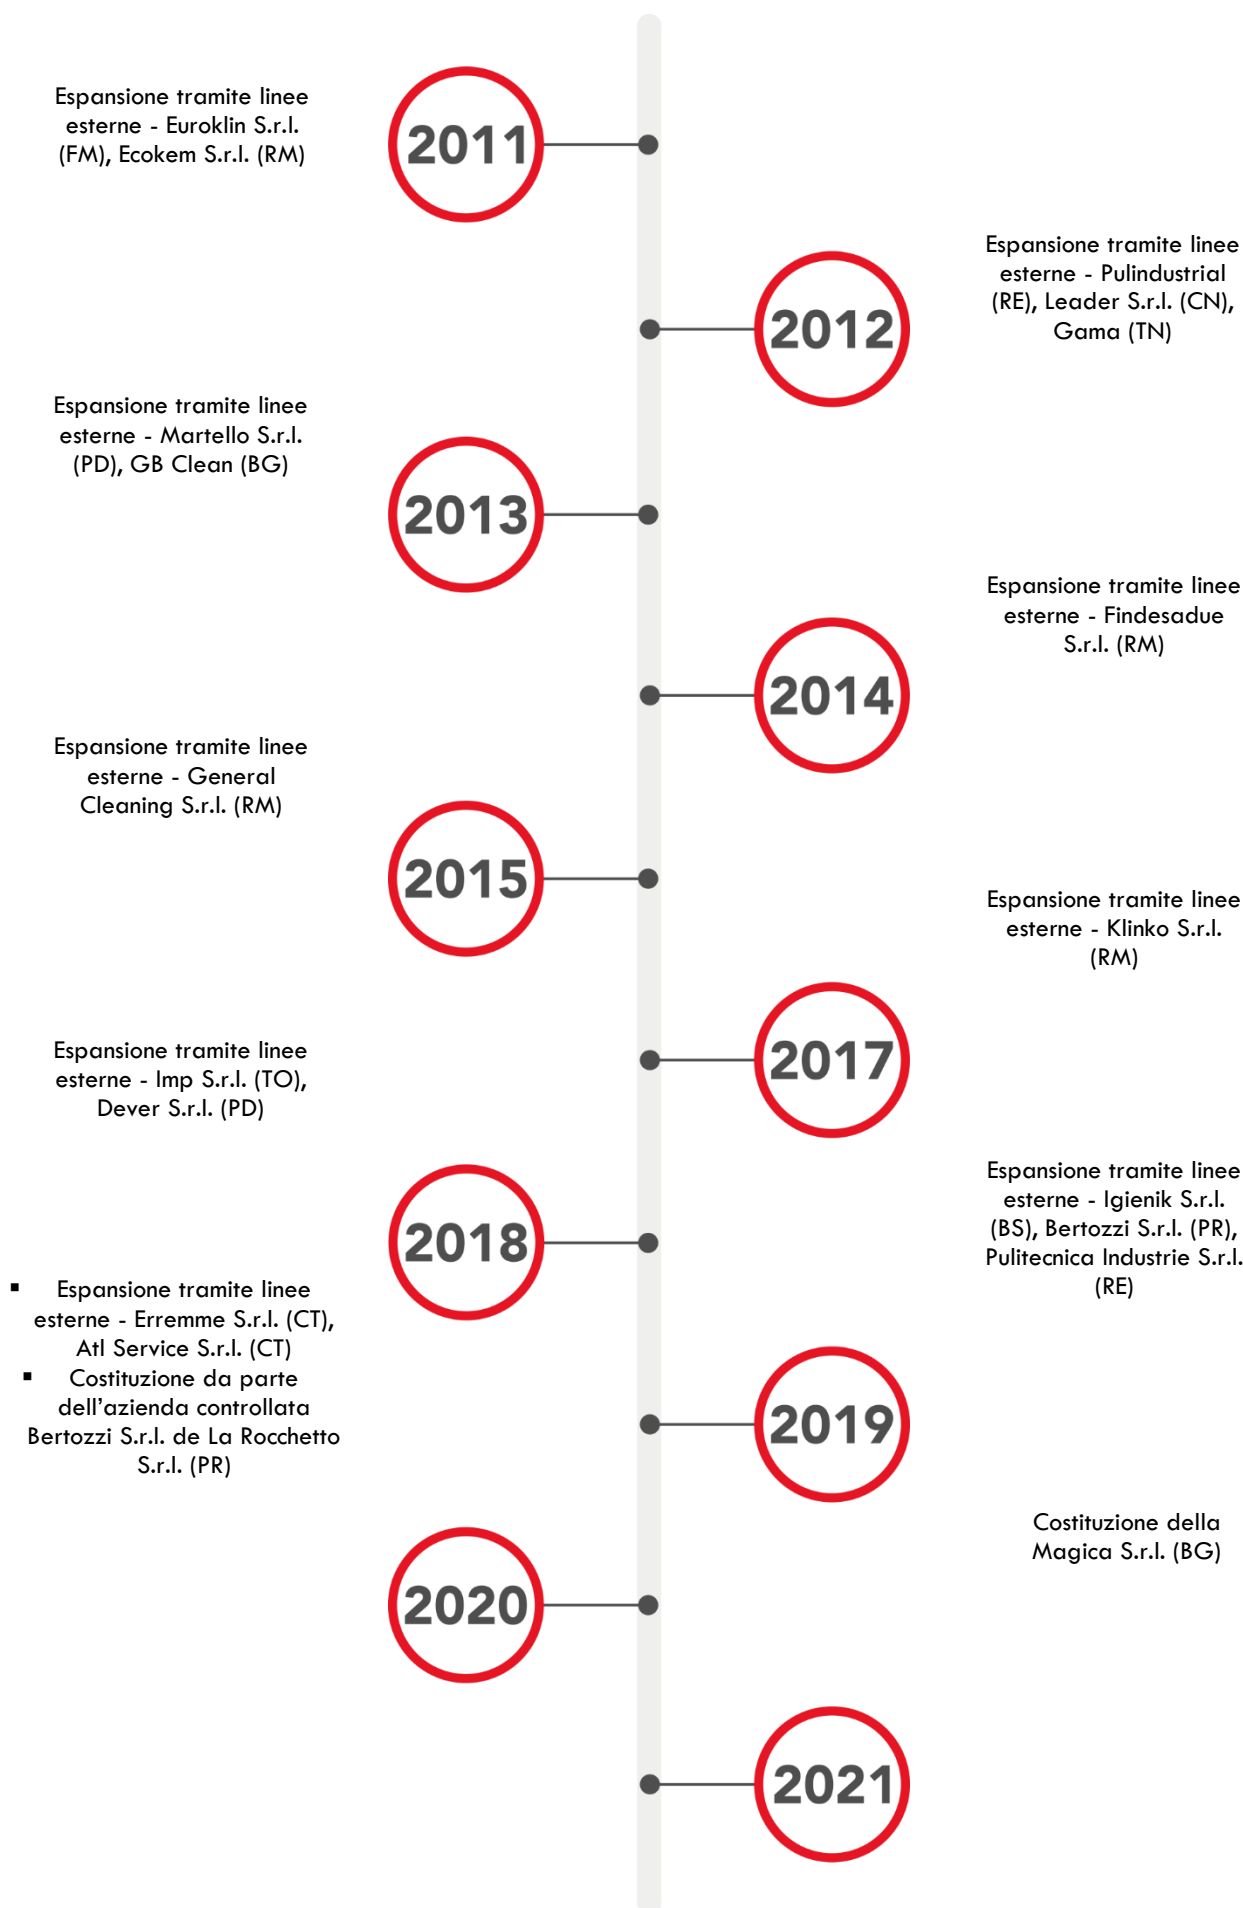 Espansione tramite linee
esterne - Euroklin S.r.l.
(FM), Ecokem S.r.l. (RM)
2011
Espansione tramite linee
esterne - Pulindustrial
(RE), Leader S.r.l. (CN),
Gama (TN)
2012
Espansione tramite linee
esterne - Martello S.r.l.
(PD), GB Clean (BG)
2013
Espansione tramite linee
esterne - Findesadue
S.r.l. (RM)
2014
Espansione tramite linee
esterne - General
Cleaning S.r.l. (RM)
2015
Espansione tramite linee
esterne - Klinko S.r.l.
(RM)
2017
Espansione tramite linee
esterne - Imp S.r.l. (TO),
Dever S.r.l. (PD)
2018
Espansione tramite linee
esterne - Igienik S.r.l.
(BS), Bertozzi S.r.l. (PR),
Pulitecnica Industrie S.r.l.
(RE)
2019
▪ Espansione tramite linee
esterne - Erremme S.r.l. (CT),
Atl Service S.r.l. (CT)
▪ Costituzione da parte
dell’azienda controllata
Bertozzi S.r.l. de La Rocchetto
S.r.l. (PR)
2020
Costituzione della
Magica S.r.l. (BG)
2021